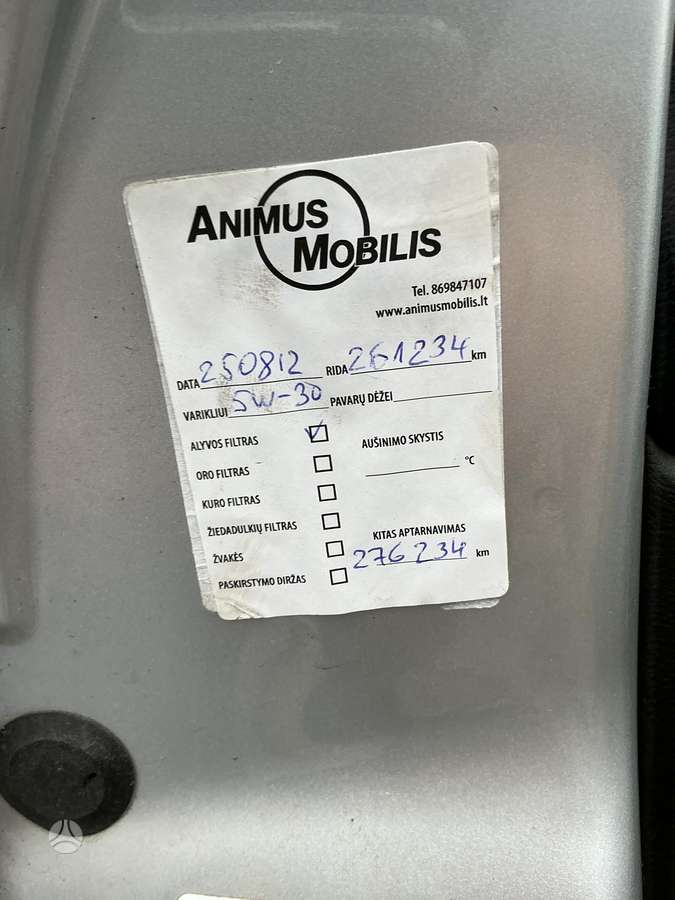 ANIMUS
MOBILIS
Tel. 869847107
www.animusmobilis.lt
DATA 250812 RIDA 261234 km
VARIKLIUI 5W-30 PAVARŲ DĖŽEI
ALYVOS FILTRAS
AUŠINIMO SKYSTIS
ORO FILTRAS
°C
KURO FILTRAS
ŽIEDADULKIŲ FILTRAS
KITAS APTARNAVIMAS
ŽVAKĖS
276234 km
PASKIRSTYMO DIRŽAS